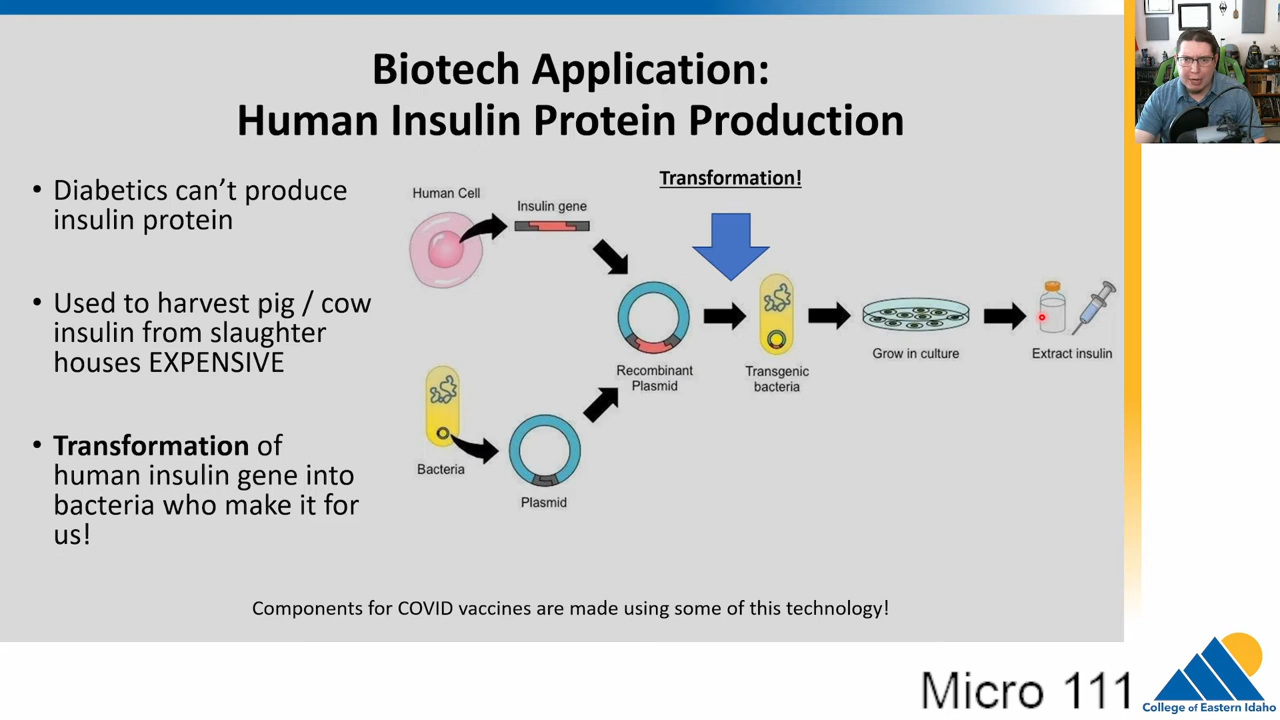 Biotech Application:
Human Insulin Protein Production
• Diabetics can’t produce
insulin protein
• Used to harvest pig / cow
insulin from slaughter
houses EXPENSIVE
• Transformation of
human insulin gene into
bacteria who make it for
us!
Transformation!
Human Cell
Insulin gene
Recombinant
Plasmid
Transgenic
bacteria
Grow in culture
Extract insulin
Bacteria
Plasmid
Components for COVID vaccines are made using some of this technology!
Micro 111
College of Eastern Idaho